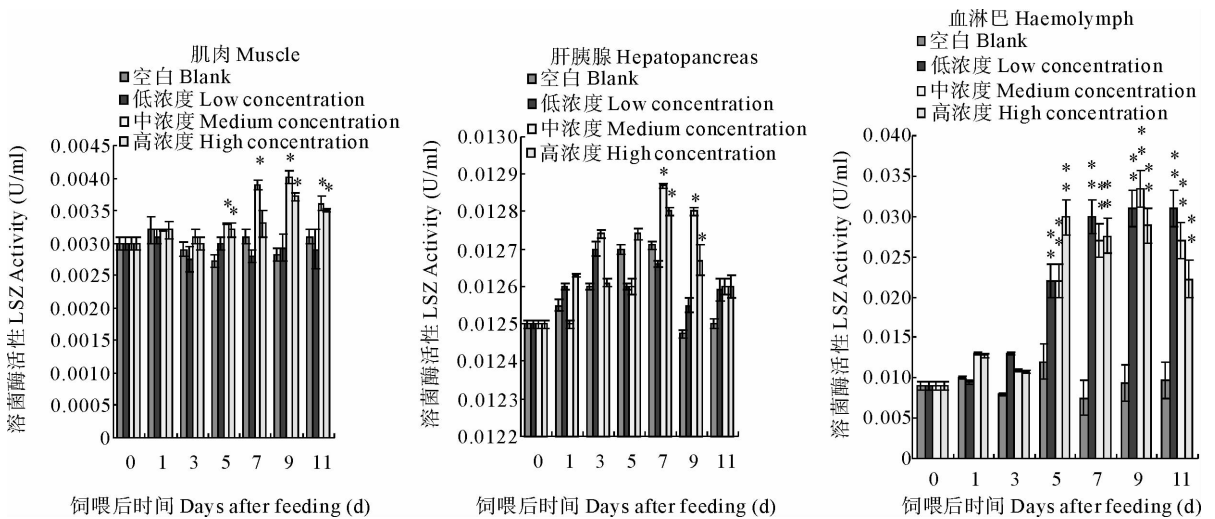 肌肉 Muscle
空白 Blank
低浓度 Low concentration
中浓度 Medium concentration
高浓度 High concentration
溶菌酶活性 LSZ Activity (U/ml)
0.0045
0.0040
0.0035
0.0030
0.0025
0.0020
0.0015
0.0010
0.0005
0
* * * * * * *
0 1 3 5 7 9 11
饲喂后时间 Days after feeding (d)
肝胰腺 Hepatopancreas
空白 Blank
低浓度 Low concentration
中浓度 Medium concentration
高浓度 High concentration
溶菌酶活性 LSZ Activity (U/ml)
0.0130
0.0129
0.0128
0.0127
0.0126
0.0125
0.0124
0.0123
0.0122
* * * *
0 1 3 5 7 9 11
饲喂后时间 Days after feeding (d)
血淋巴 Haemolymph
空白 Blank
低浓度 Low concentration
中浓度 Medium concentration
高浓度 High concentration
溶菌酶活性 LSZ Activity (U/ml)
0.040
0.035
0.030
0.025
0.020
0.015
0.010
0.005
0
** ** ** ** ** ** ** ** ** ** ** **
0 1 3 5 7 9 11
饲喂后时间 Days after feeding (d)